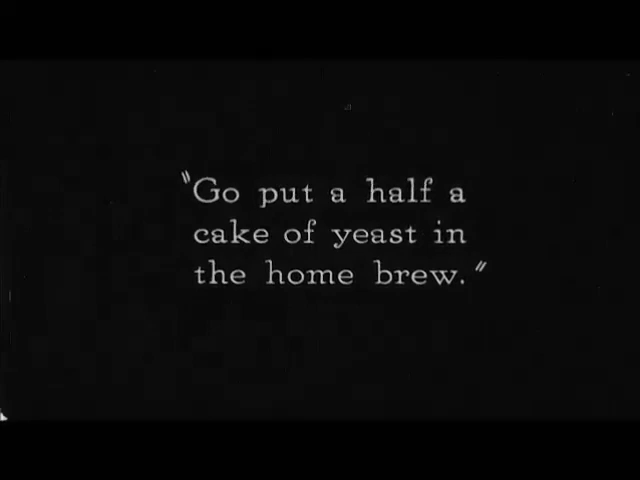 "Go put a half a
cake of yeast in
the home brew."